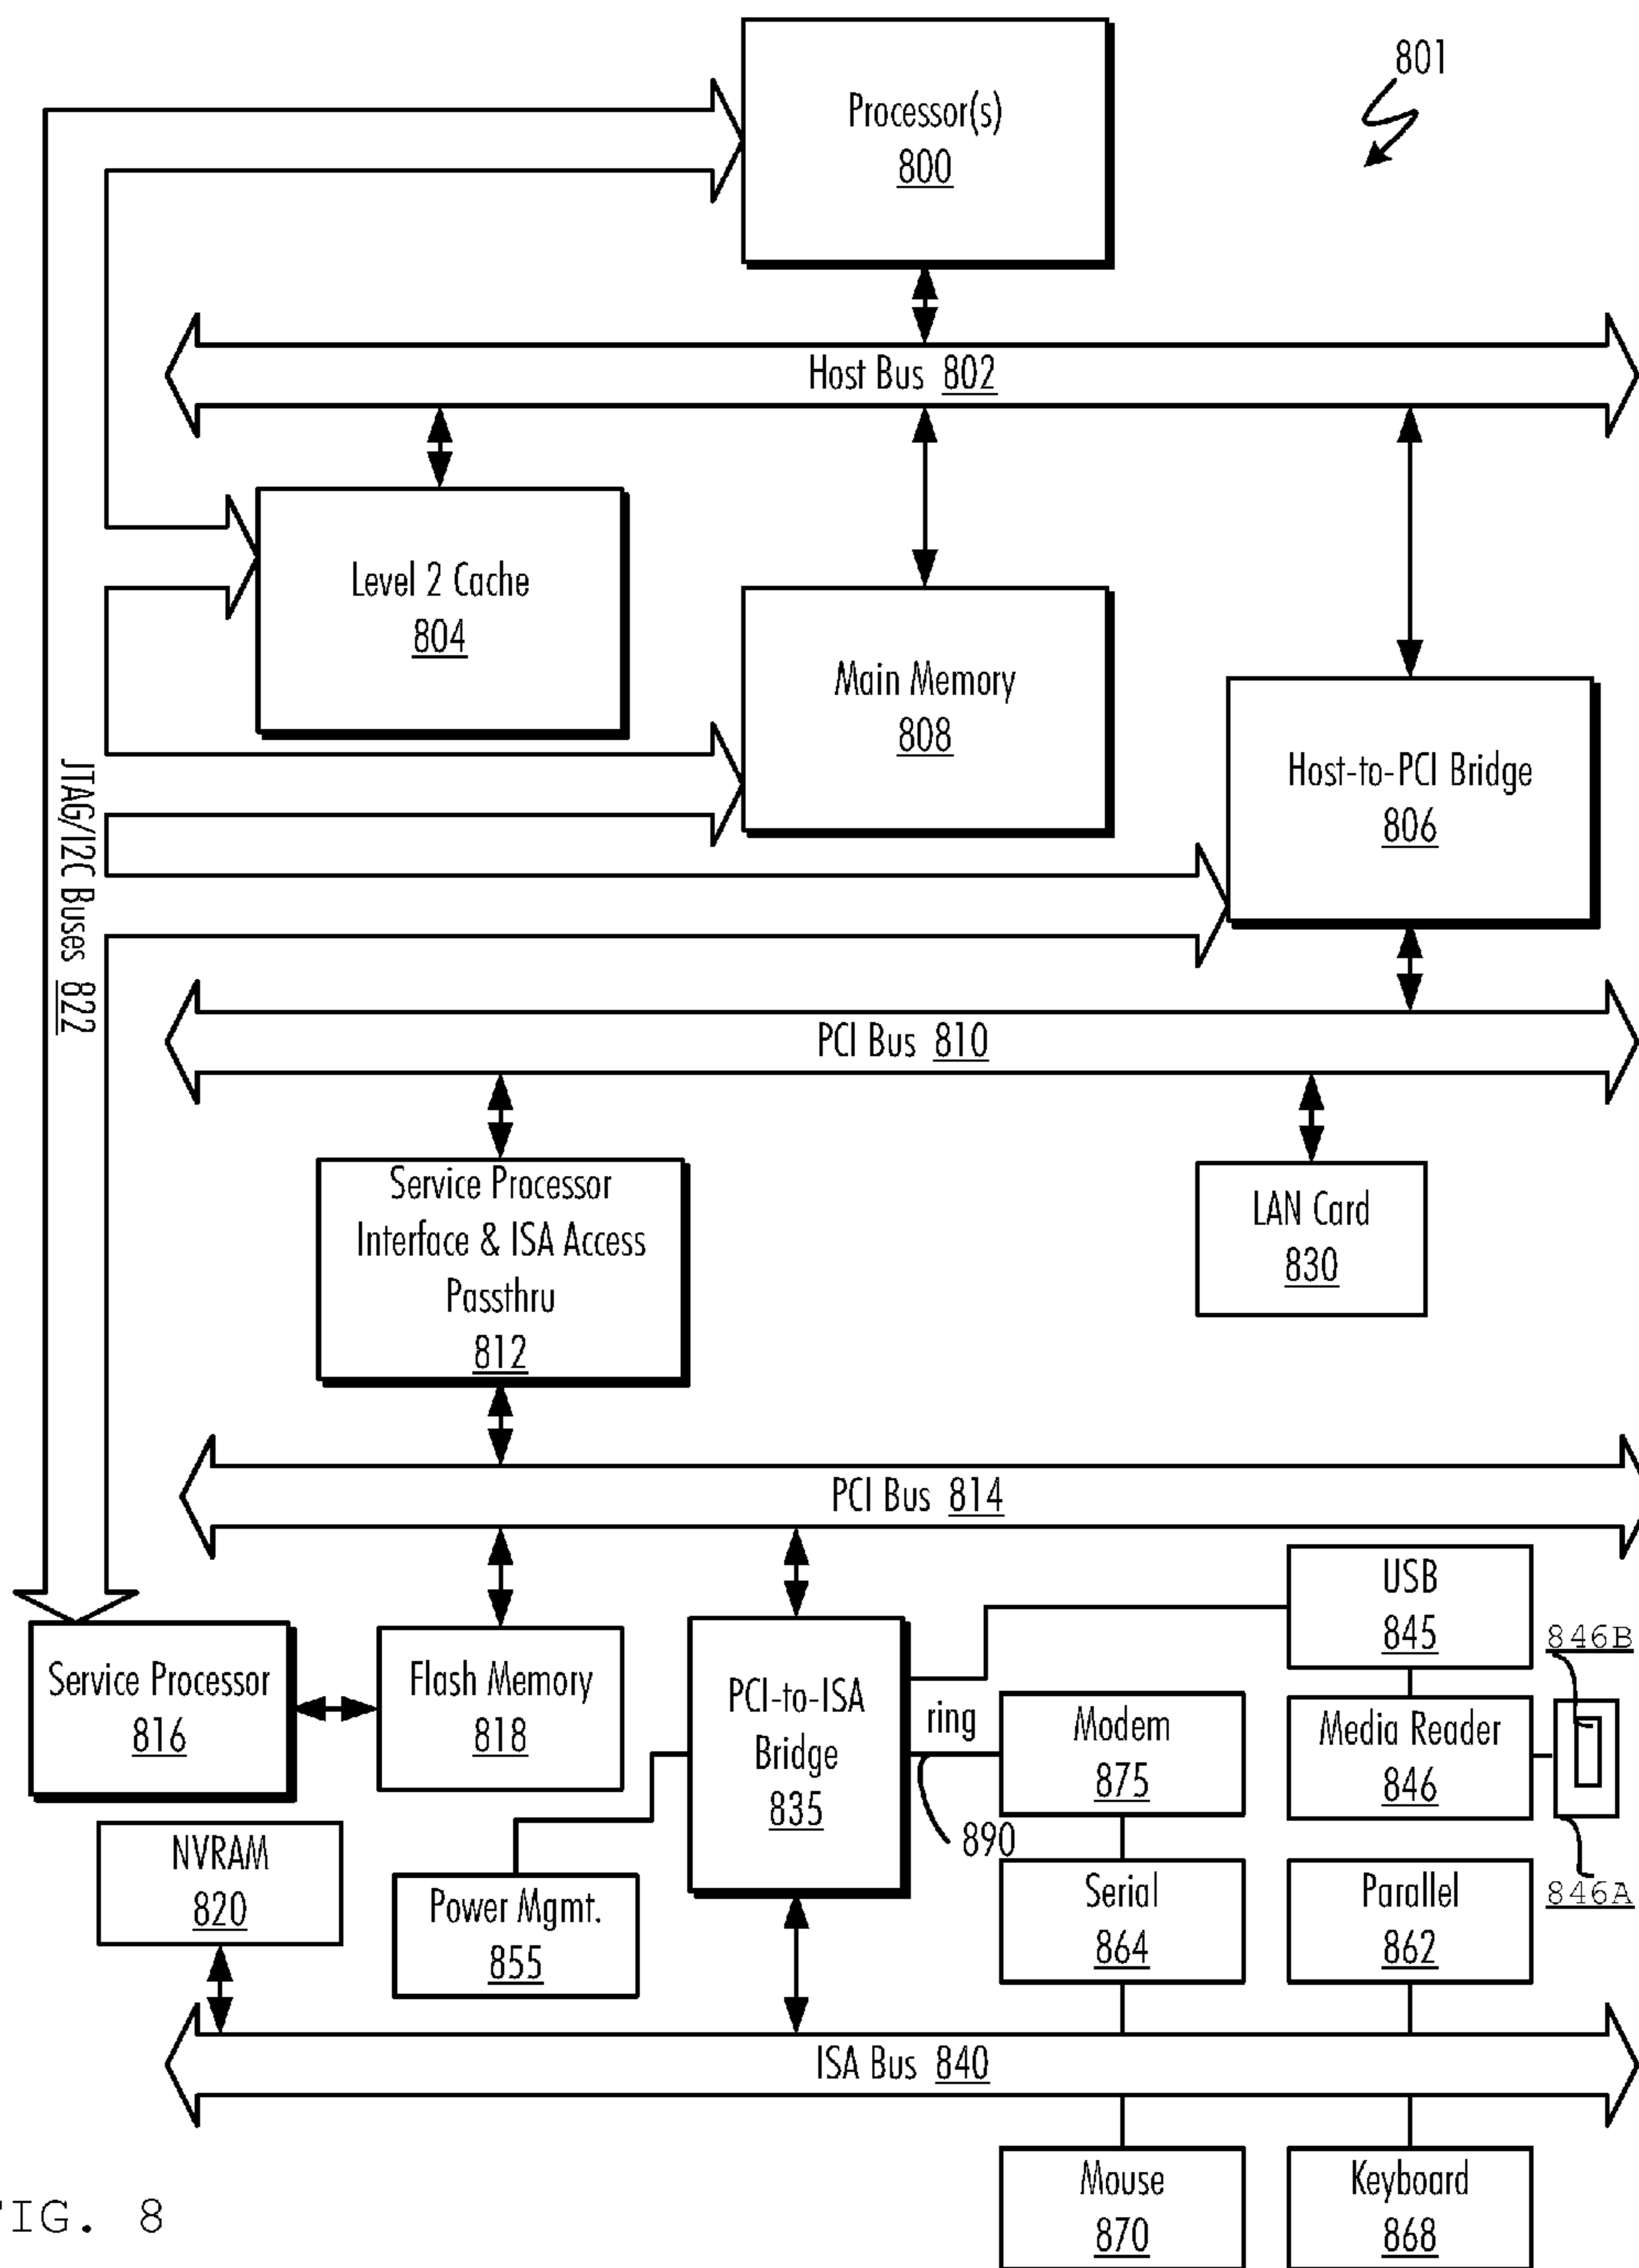 801
Processor(s)
800
Host Bus 802
Level 2 Cache
804
Main Memory
808
Host-to-PCI Bridge
806
JTAG/I2C Buses 822
PCI Bus 810
Service Processor
Interface & ISA Access
Passthru
812
LAN Card
830
PCI Bus 814
USB
845
846B
Service Processor
816
Flash Memory
818
PCI-to-ISA
Bridge
835
ring
Modem
875
Media Reader
846
890
846A
NVRAM
820
Power Mgmt.
855
Serial
864
Parallel
862
ISA Bus 840
Mouse
870
Keyboard
868
FIG. 8